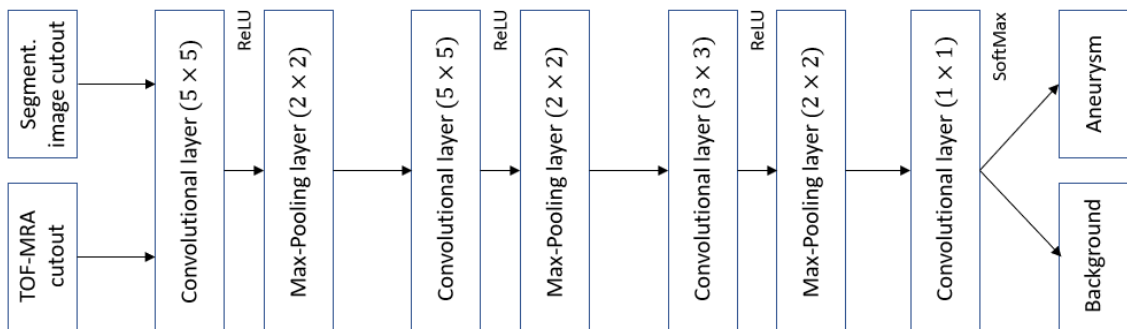 Segment.
image cutout
TOF-MRA
cutout
Convolutional layer (5 × 5)
ReLU
Max-Pooling layer (2 × 2)
Convolutional layer (5 × 5)
ReLU
Max-Pooling layer (2 × 2)
Convolutional layer (3 × 3)
ReLU
Max-Pooling layer (2 × 2)
Convolutional layer (1 × 1)
SoftMax
Aneurysm
Background